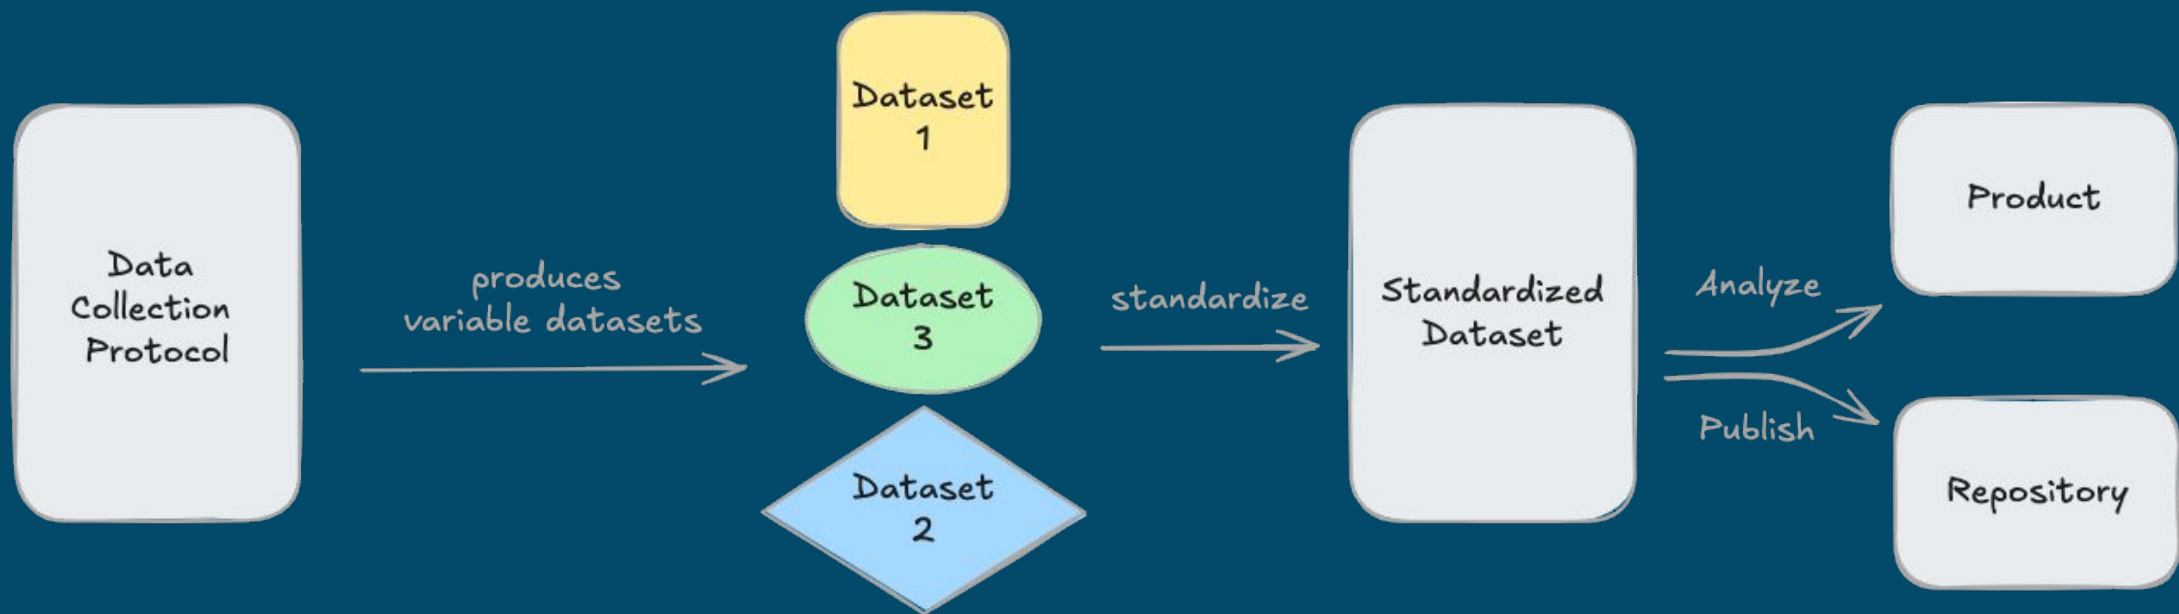 Data
Collection
Protocol
produces
variable datasets
Dataset
1
Dataset
3
Dataset
2
standardize
Standardized
Dataset
Analyze
Publish
Product
Repository